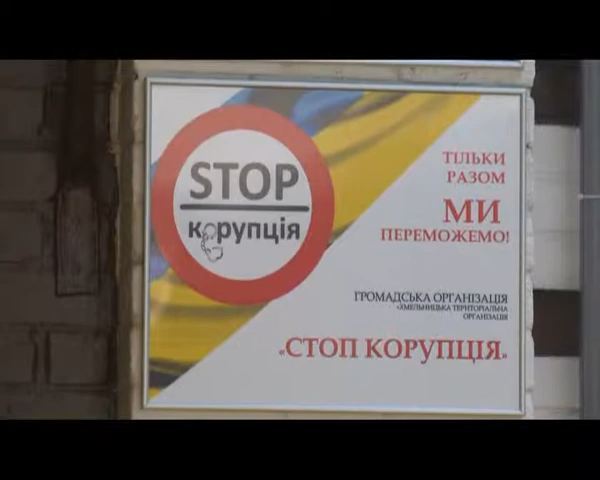 STOP
корупція
ТІЛЬКИ
РАЗОМ
МИ
ПЕРЕМОЖЕМО!
ГРОМАДСЬКА ОРГАНІЗАЦІЯ
«ХМЕЛЬНИЦЬКА ТЕРИТОРІАЛЬНА
ОРГАНІЗАЦІЯ
«СТОП КОРУПЦІЯ»